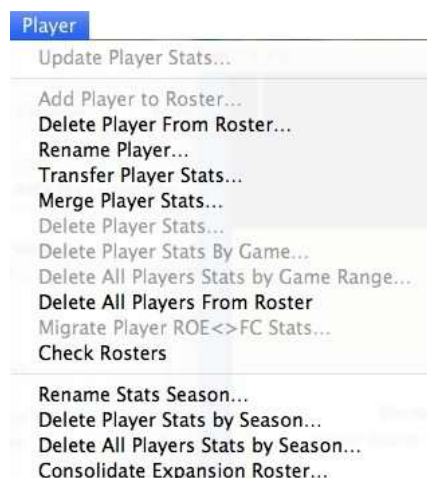 Player
Update Player Stats...
Add Player to Roster...
Delete Player From Roster...
Rename Player...
Transfer Player Stats...
Merge Player Stats...
Delete Player Stats...
Delete Player Stats By Game...
Delete All Players Stats by Game Range...
Delete All Players From Roster
Migrate Player ROE<>FC Stats...
Check Rosters
Rename Stats Season...
Delete Player Stats by Season...
Delete All Players Stats by Season...
Consolidate Expansion Roster...